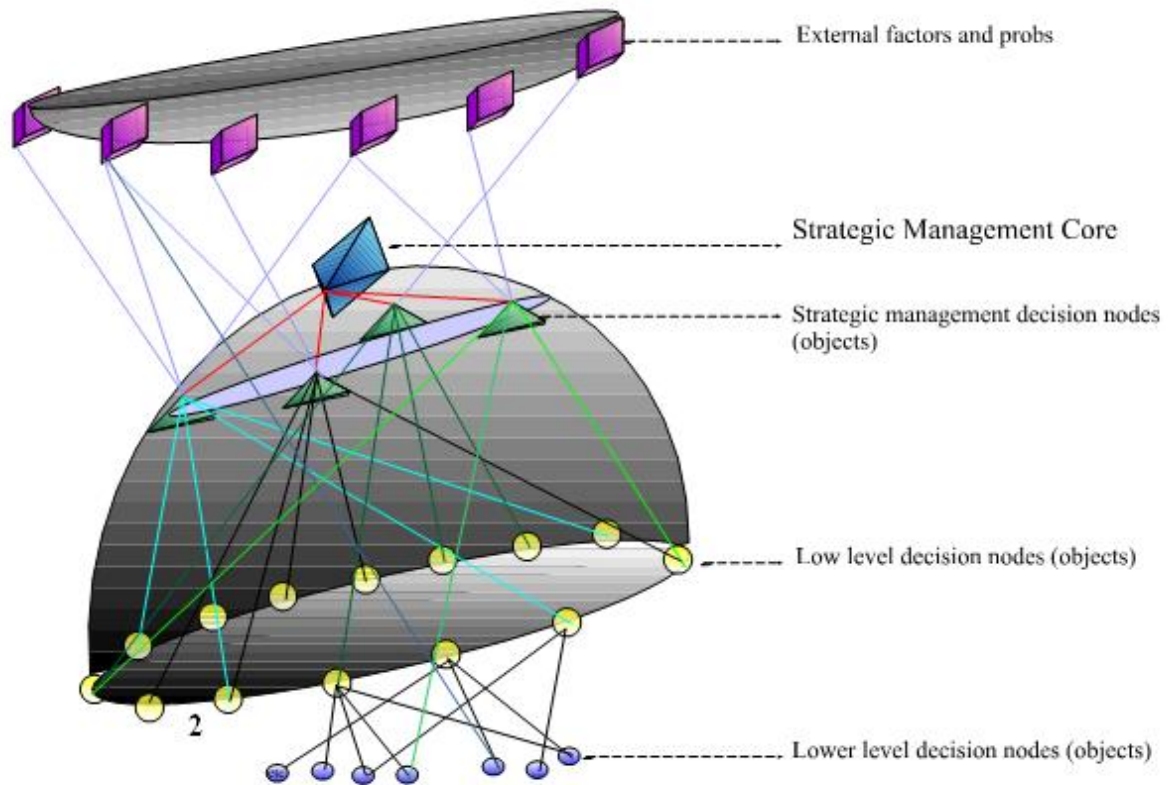 External factors and probs
Strategic Management Core
Strategic management decision nodes
(objects)
Low level decision nodes (objects)
2
Lower level decision nodes (objects)